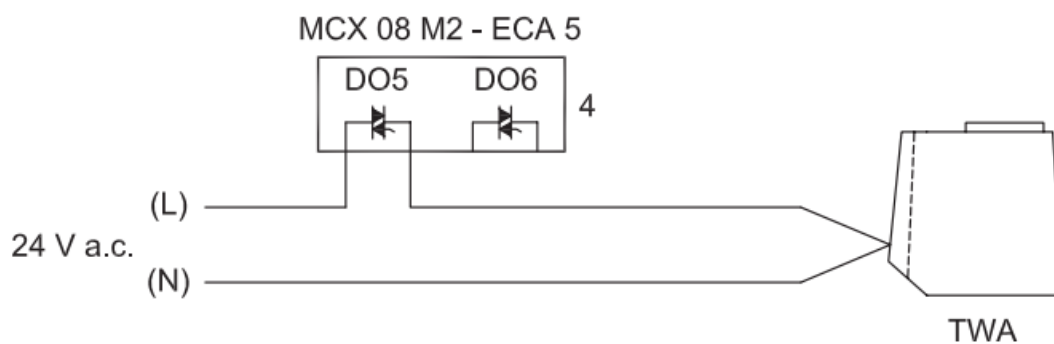 MCX 08 M2 - ECA 5
DO5 DO6
4
(L)
24 V a.c.
(N)
TWA